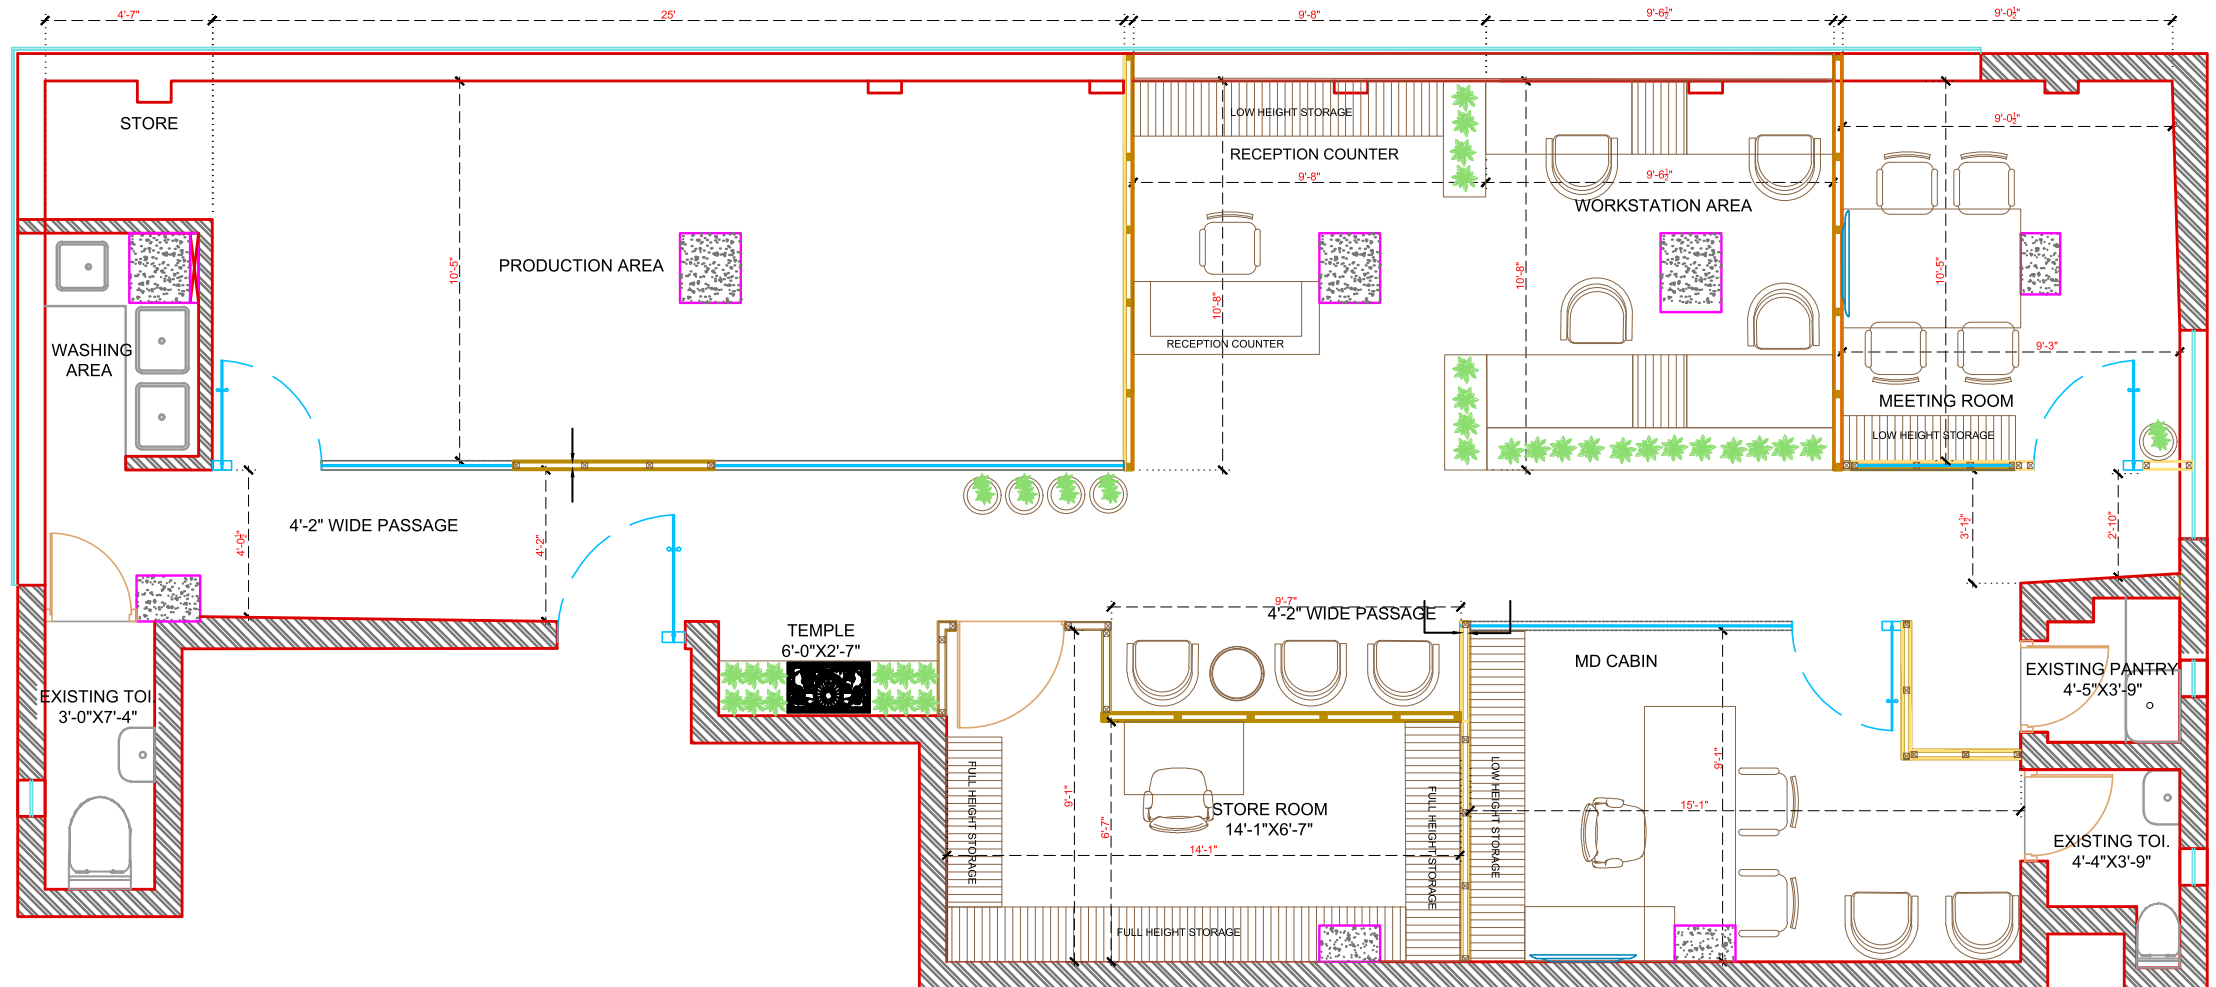 4'-7" 25' 9'-8" 9'-6½" 9'-0½"
STORE
LOW HEIGHT STORAGE
9'-0½"
RECEPTION COUNTER
9'-8" 9'-6½"
WORKSTATION AREA
PRODUCTION AREA
10'-5"
10'-8"
10'-8"
10'-5"
WASHING
AREA
RECEPTION COUNTER
9'-3"
MEETING ROOM
LOW HEIGHT STORAGE
4'-2" WIDE PASSAGE
4'-0½"
4'-2"
3'-1½"
2'-10"
9'-7"
4'-2" WIDE PASSAGE
TEMPLE
6'-0"X2'-7"
MD CABIN
EXISTING PANTRY
4'-5"X3'-9"
EXISTING TOI.
3'-0"X7'-4"
9'-1"
6'-7"
9'-1"
FULL HEIGHT STORAGE
STORE ROOM
14'-1"X6'-7"
14'-1"
FULL HEIGHT STORAGE
LOW HEIGHT STORAGE
15'-1"
EXISTING TOI.
4'-4"X3'-9"
FULL HEIGHT STORAGE